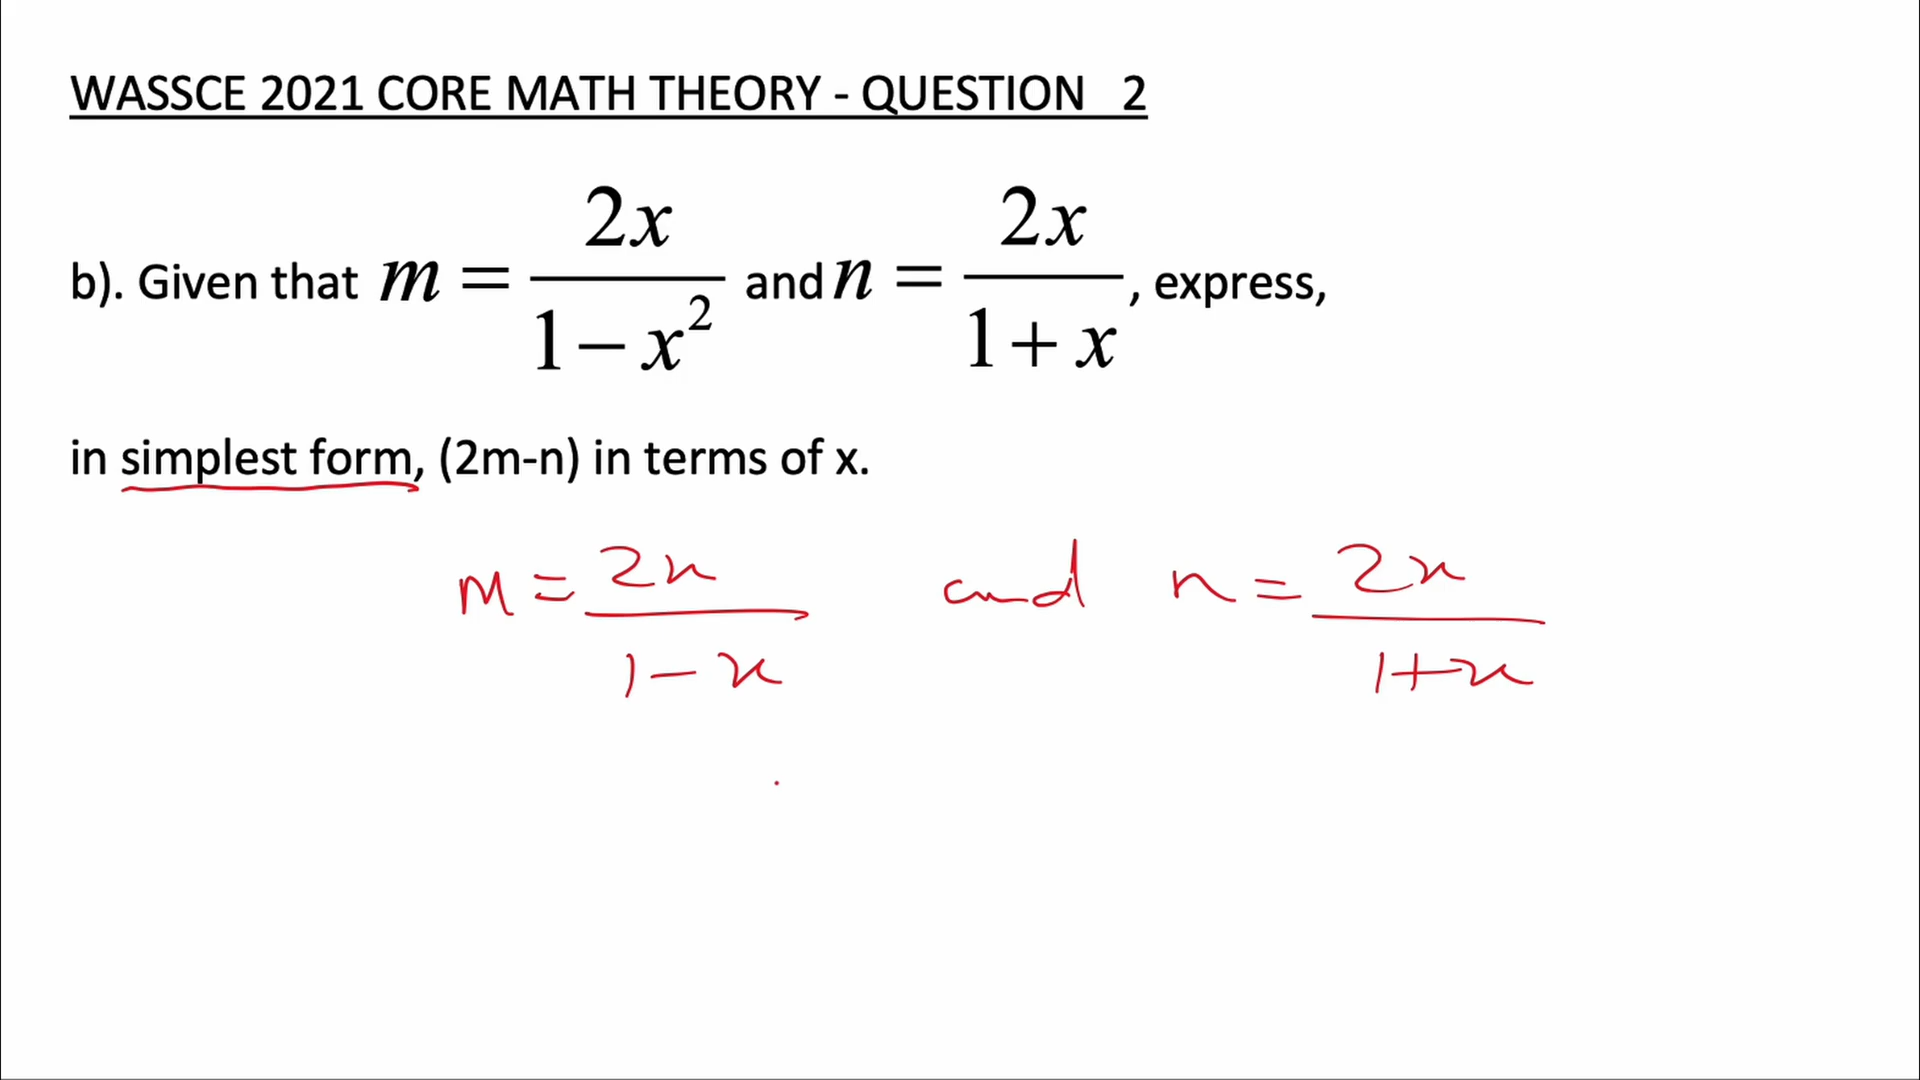 WASSCE 2021 CORE MATH THEORY - QUESTION 2
b). Given that m = 2x / 1 − x² and n = 2x / 1 + x , express,
in simplest form, (2m-n) in terms of x.
m = 2x / 1 − x and n = 2x / 1 + x